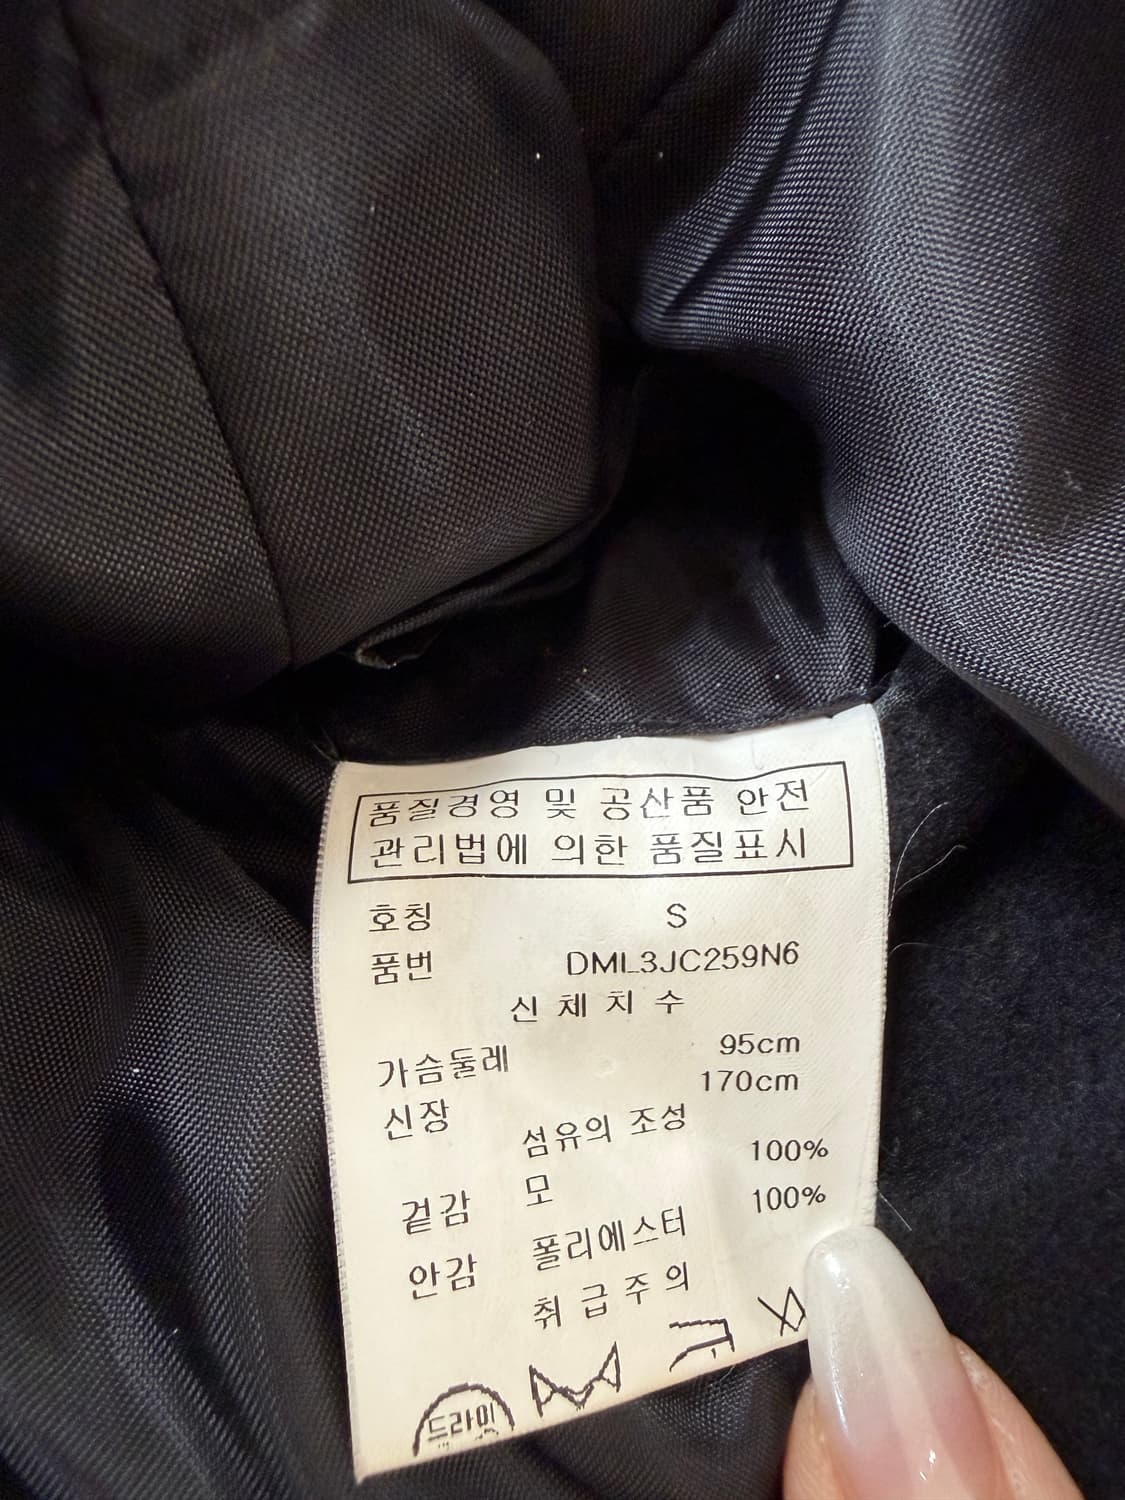 품질경영 및 공산품 안전
관리법에 의한 품질표시
호칭 S
품번 DML3JC259N6
신체치수
가슴둘레 95cm
신장 170cm
섬유의 조성
겉감 모 100%
안감 폴리에스터 100%
취급주의
드라이